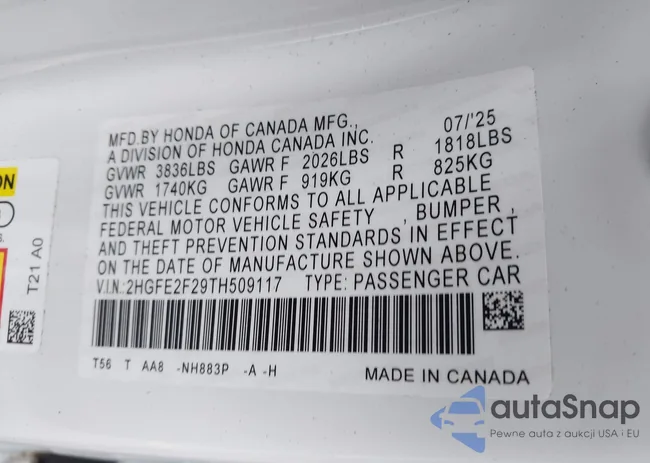 MFD.BY HONDA OF CANADA MFG., 07/'25
A DIVISION OF HONDA CANADA INC.
GVWR 3836LBS GAWR F 2026LBS R 1818LBS
GVWR 1740KG GAWR F 919KG R 825KG
THIS VEHICLE CONFORMS TO ALL APPLICABLE
FEDERAL MOTOR VEHICLE SAFETY , BUMPER ,
AND THEFT PREVENTION STANDARDS IN EFFECT
ON THE DATE OF MANUFACTURE SHOWN ABOVE.
V.I.N.:2HGFE2F29TH509117 TYPE: PASSENGER CAR
T56 T AA8 -NH883P -A -H
MADE IN CANADA
ON
T21 A0
autaSnap
Pewne auta z aukcji USA i EU